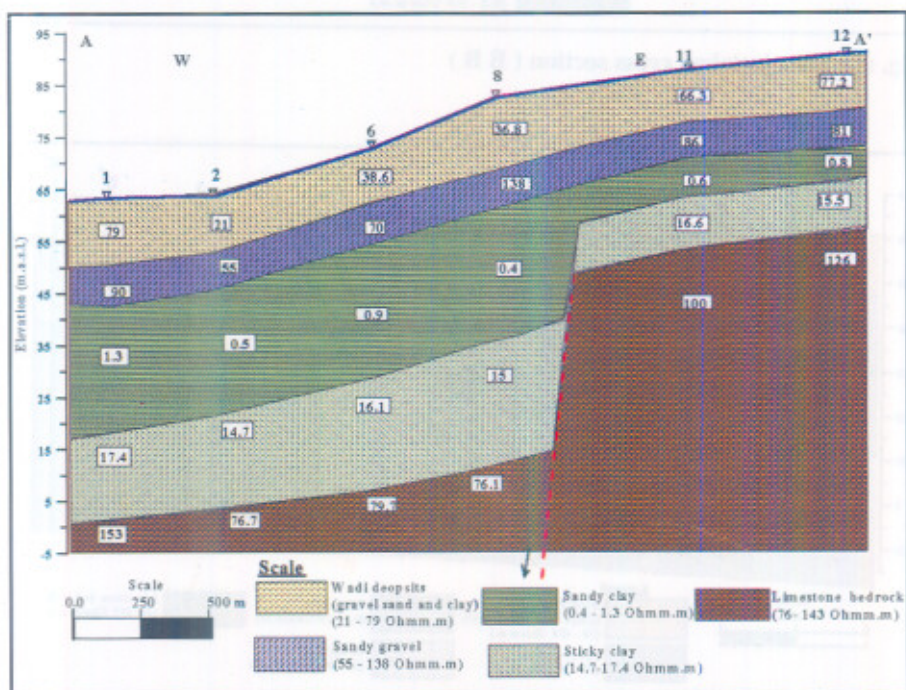 95
A
12 A'
W
E
11
85
8
77.2
66.3
36.8
75
6
81
86
1
2
38.6
138
0.8
65
0.6
15.5
79
21
70
16.6
55
126
0.4
45
90
100
0.9
35
1.3
0.5
15
25
16.1
14.7
15
17.4
76.1
5
76.7
153
-5
Elevation (m.a.s.l.)
Scale
Scale
0.0 250 500 m
Wadi deopsits
(gravel sand and clay)
(21 - 79 Ohmm.m)
Sandy clay
(0.4 - 1.3 Ohmm.m)
Limestone bedrock
(76- 143 Ohmm.m)
Sandy gravel
(55 - 138 Ohmm.m)
Sticky clay
(14.7-17.4 Ohmm.m)